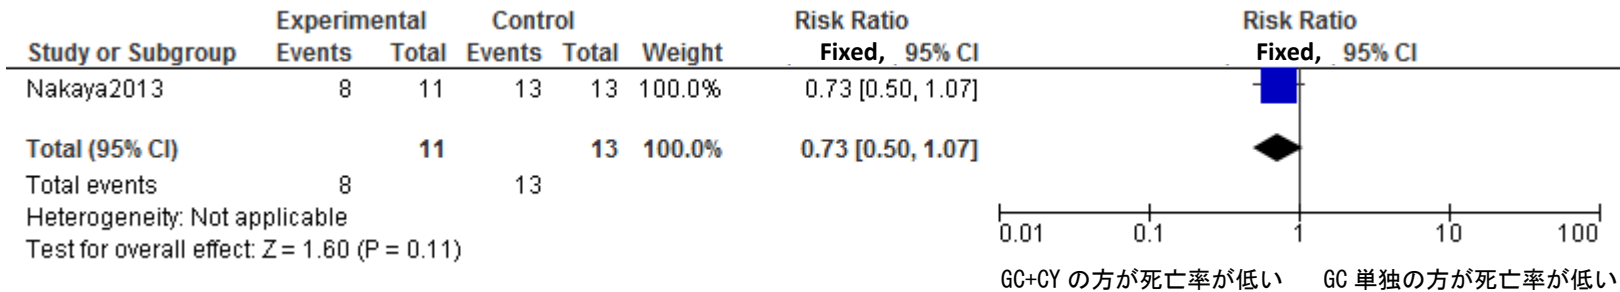 Experimental Control Risk Ratio Risk Ratio
Study or Subgroup Events Total Events Total Weight Fixed, 95% CI Fixed, 95% CI
Nakaya2013 8 11 13 13 100.0% 0.73 [0.50, 1.07]
Total (95% CI) 11 13 100.0% 0.73 [0.50, 1.07]
Total events 8 13
Heterogeneity: Not applicable
Test for overall effect: Z = 1.60 (P = 0.11)
0.01 0.1 1 10 100
GC+CY の方が死亡率が低い GC 単独の方が死亡率が低い